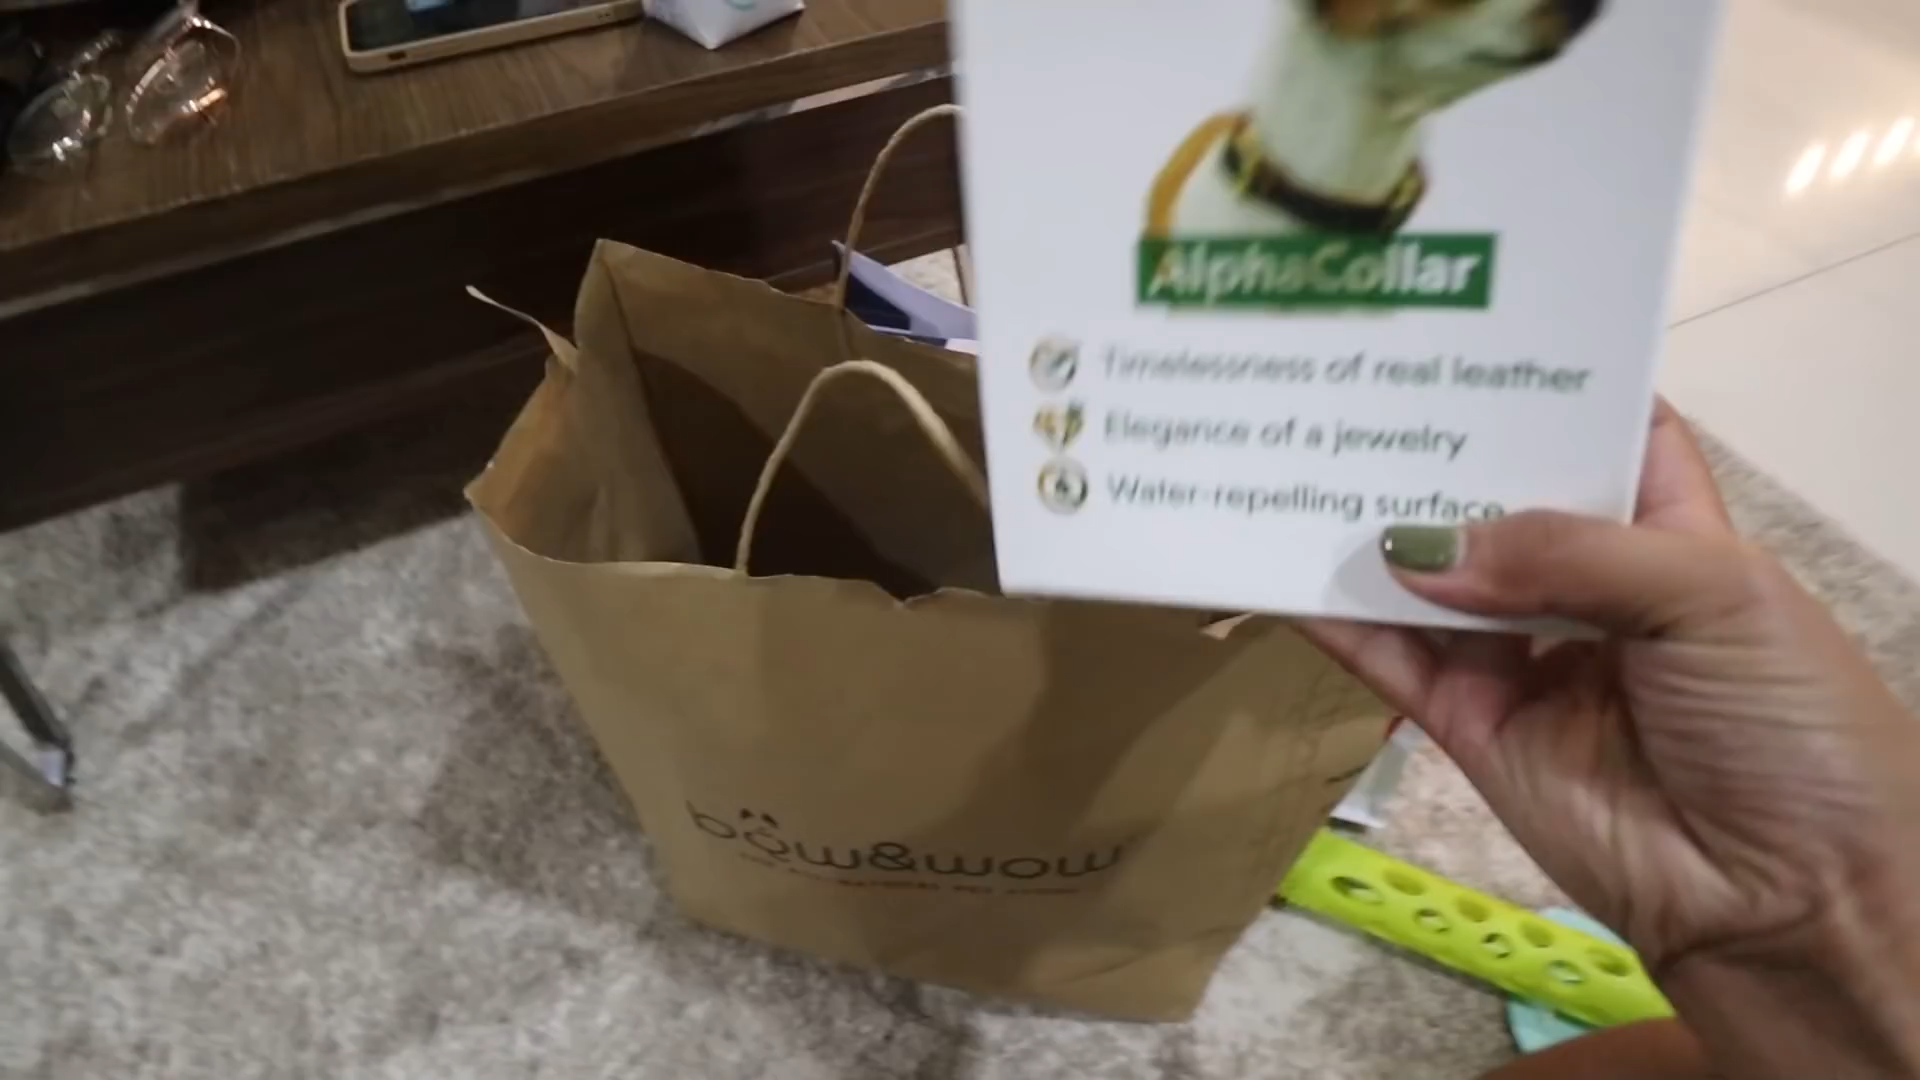 AlphaCollar
Timelessness of real leather
Elegance of a jewelry
Water-repelling surface
bow&wow